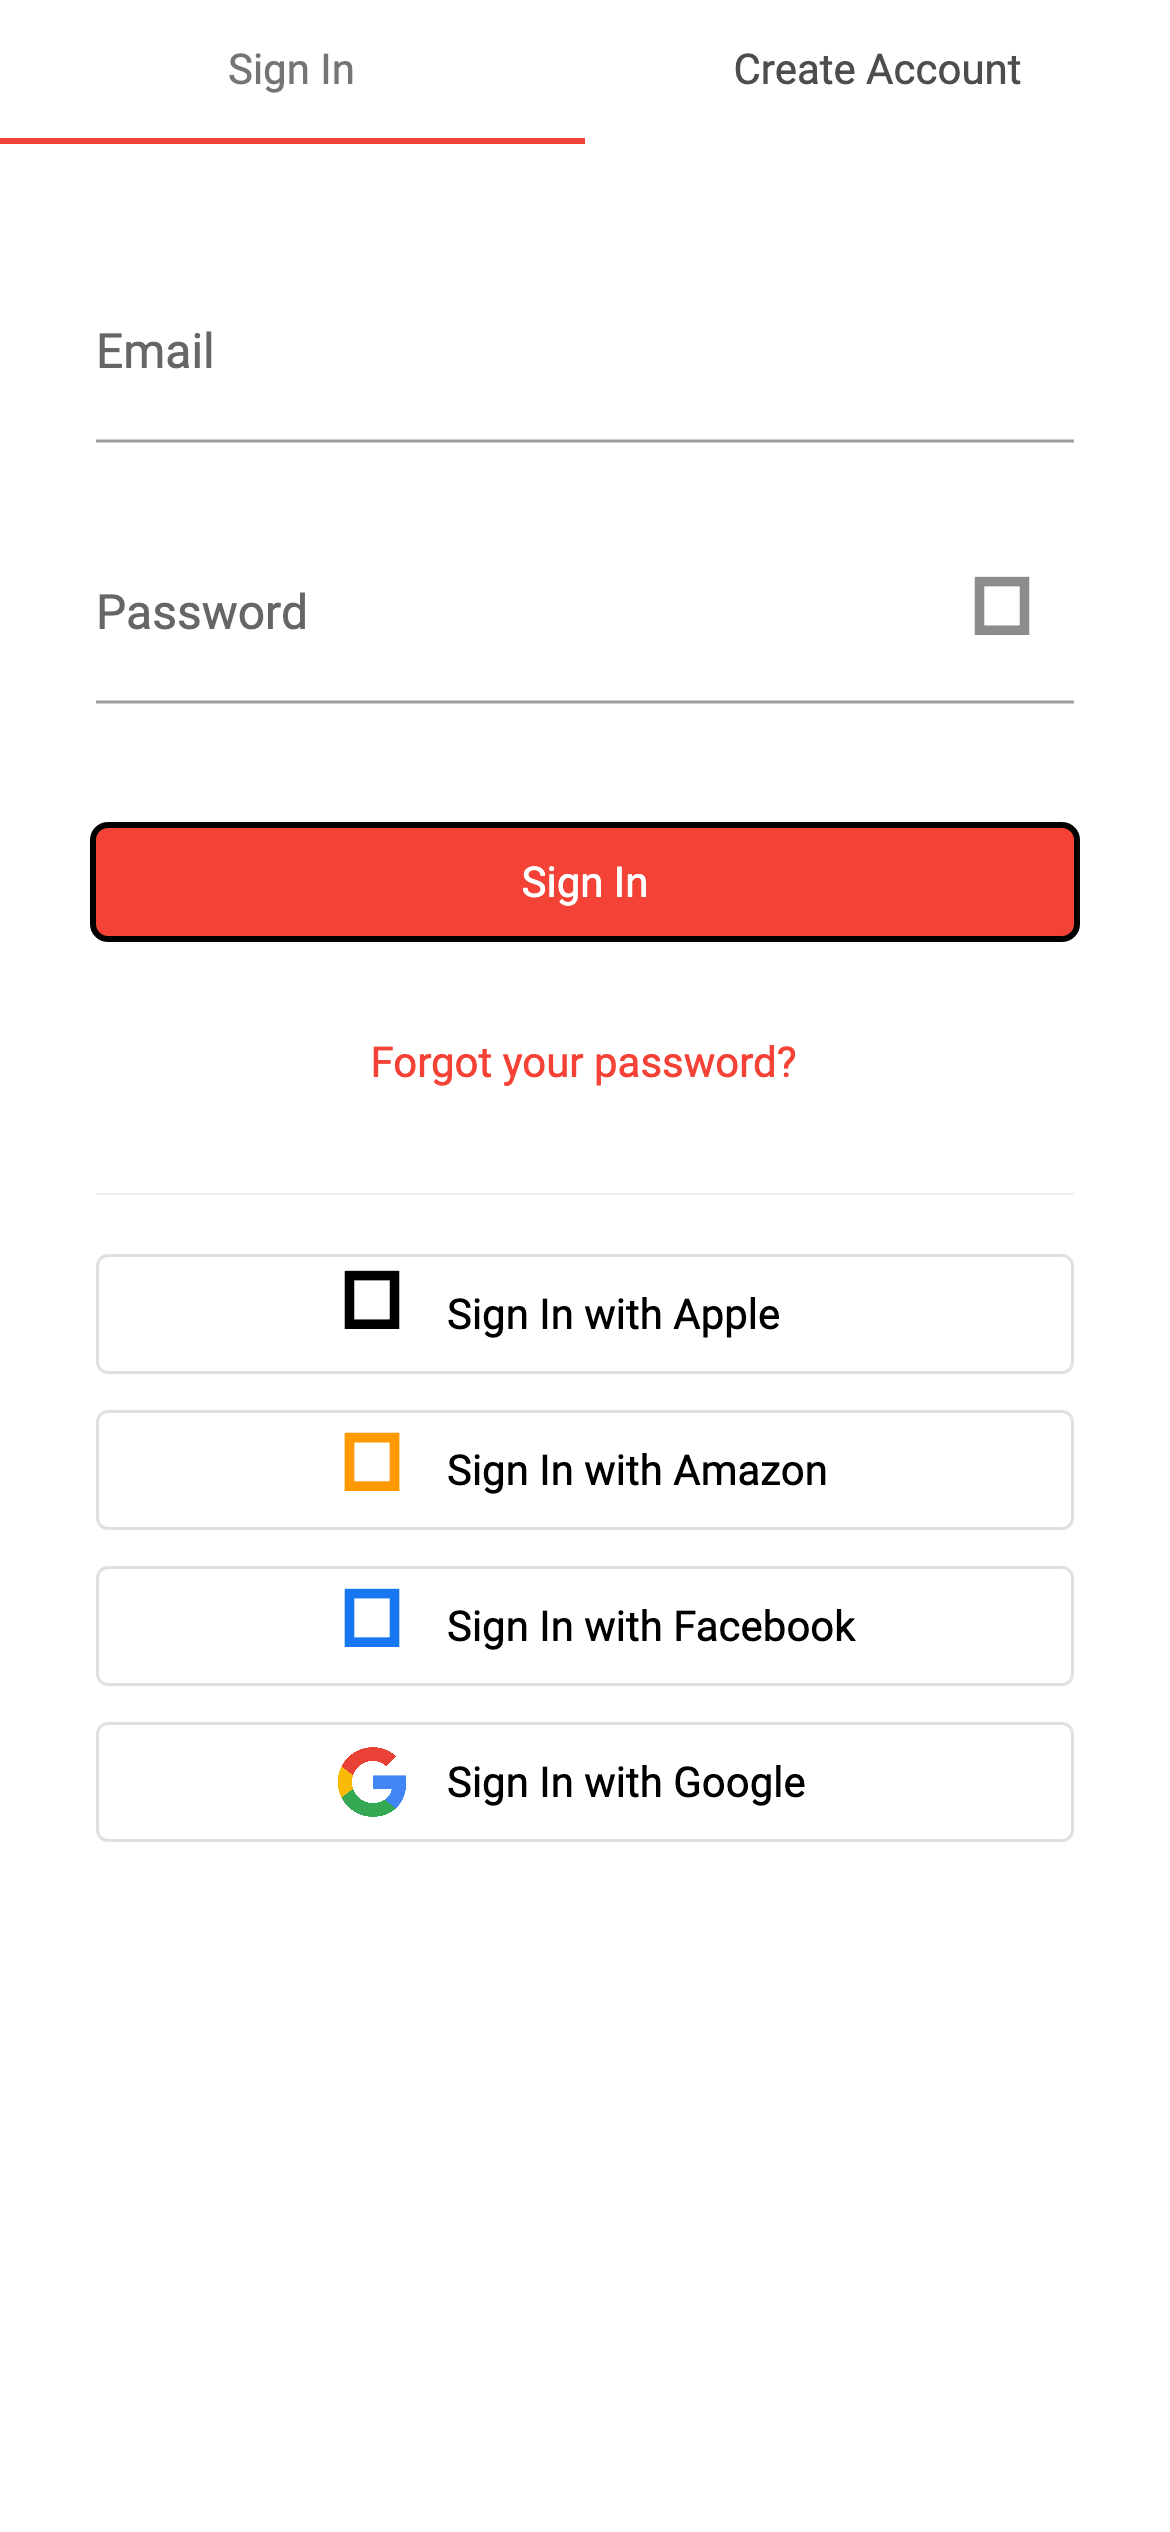 Sign In
Create Account
Email
Password
Sign In
Forgot your password?
Sign In with Apple
Sign In with Amazon
Sign In with Facebook
Sign In with Google